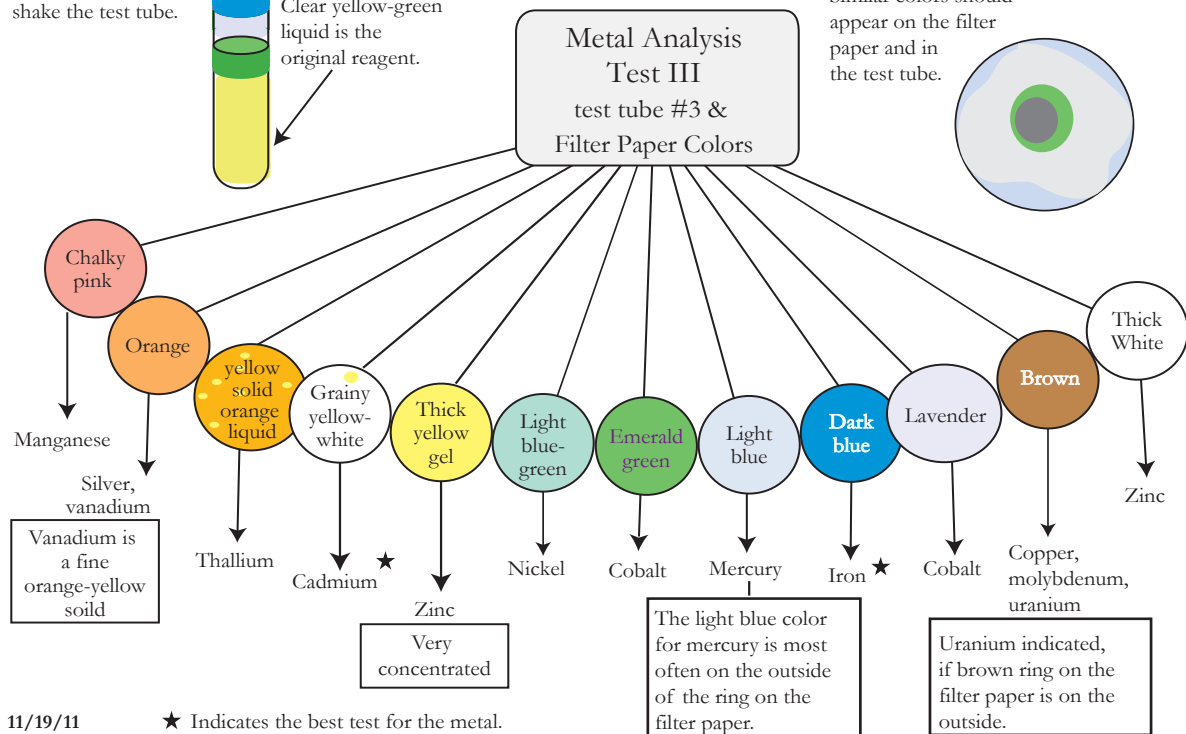 shake the test tube.
Clear yellow-green
liquid is the
original reagent.
Metal Analysis
Test III
test tube #3 &
Filter Paper Colors
Similar colors should
appear on the filter
paper and in
the test tube.
Chalky
pink
Orange
yellow
solid
orange
liquid
Grainy
yellow-
white
Thick
yellow
gel
Light
blue-
green
Emerald
green
Light
blue
Dark
blue
Lavender
Brown
Thick
White
Manganese
Silver,
vanadium
Vanadium is
a fine
orange-yellow
soild
Thallium
Cadmium ★
Zinc
Very
concentrated
Nickel
Cobalt
Mercury
The light blue color
for mercury is most
often on the outside
of the ring on the
filter paper.
Iron ★
Cobalt
Copper,
molybdenum,
uranium
Uranium indicated,
if brown ring on the
filter paper is on the
outside.
Zinc
11/19/11
★ Indicates the best test for the metal.